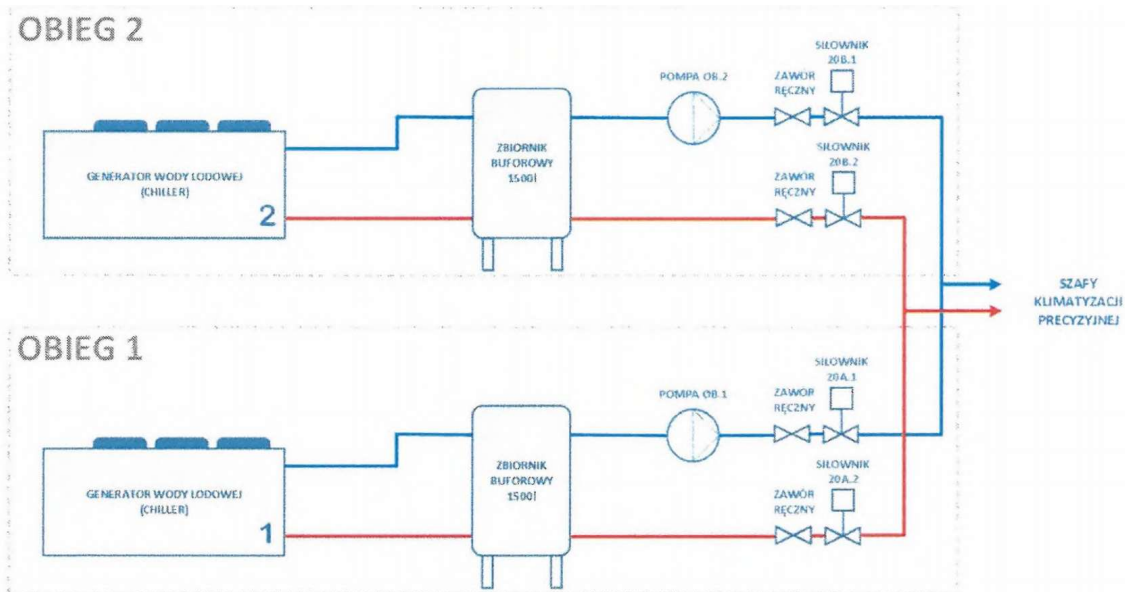 OBIEG 2
GENERATOR WODY LODOWEJ
(CHILLER)
2
ZBIORNIK
BUFOROWY
1500l
POMPA OB.2
ZAWÓR
RĘCZNY
SIŁOWNIK
20B.1
ZAWÓR
RĘCZNY
SIŁOWNIK
20B.2
SZAFY
KLIMATYZACJI
PRECYZYJNEJ
OBIEG 1
GENERATOR WODY LODOWEJ
(CHILLER)
1
ZBIORNIK
BUFOROWY
1500l
POMPA OB.1
ZAWÓR
RĘCZNY
SIŁOWNIK
20A.1
ZAWÓR
RĘCZNY
SIŁOWNIK
20A.2